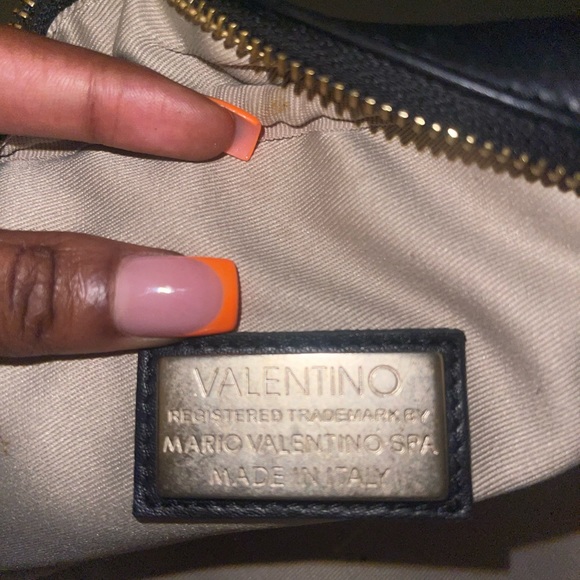 VALENTINO
REGISTERED TRADEMARK BY
MARIO VALENTINO SPA
MADE IN ITALY